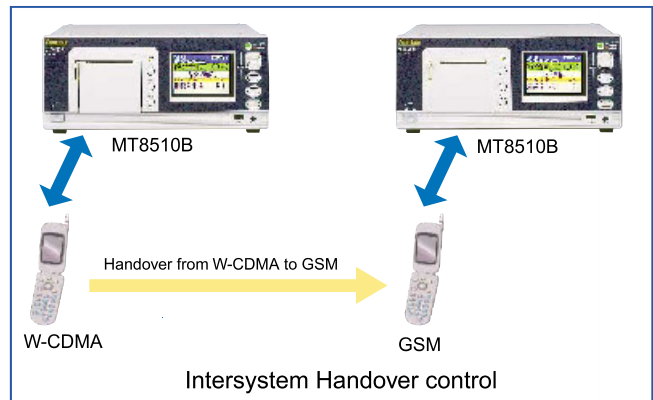 MT8510B
MT8510B
Handover from W-CDMA to GSM
W-CDMA
GSM
Intersystem Handover control